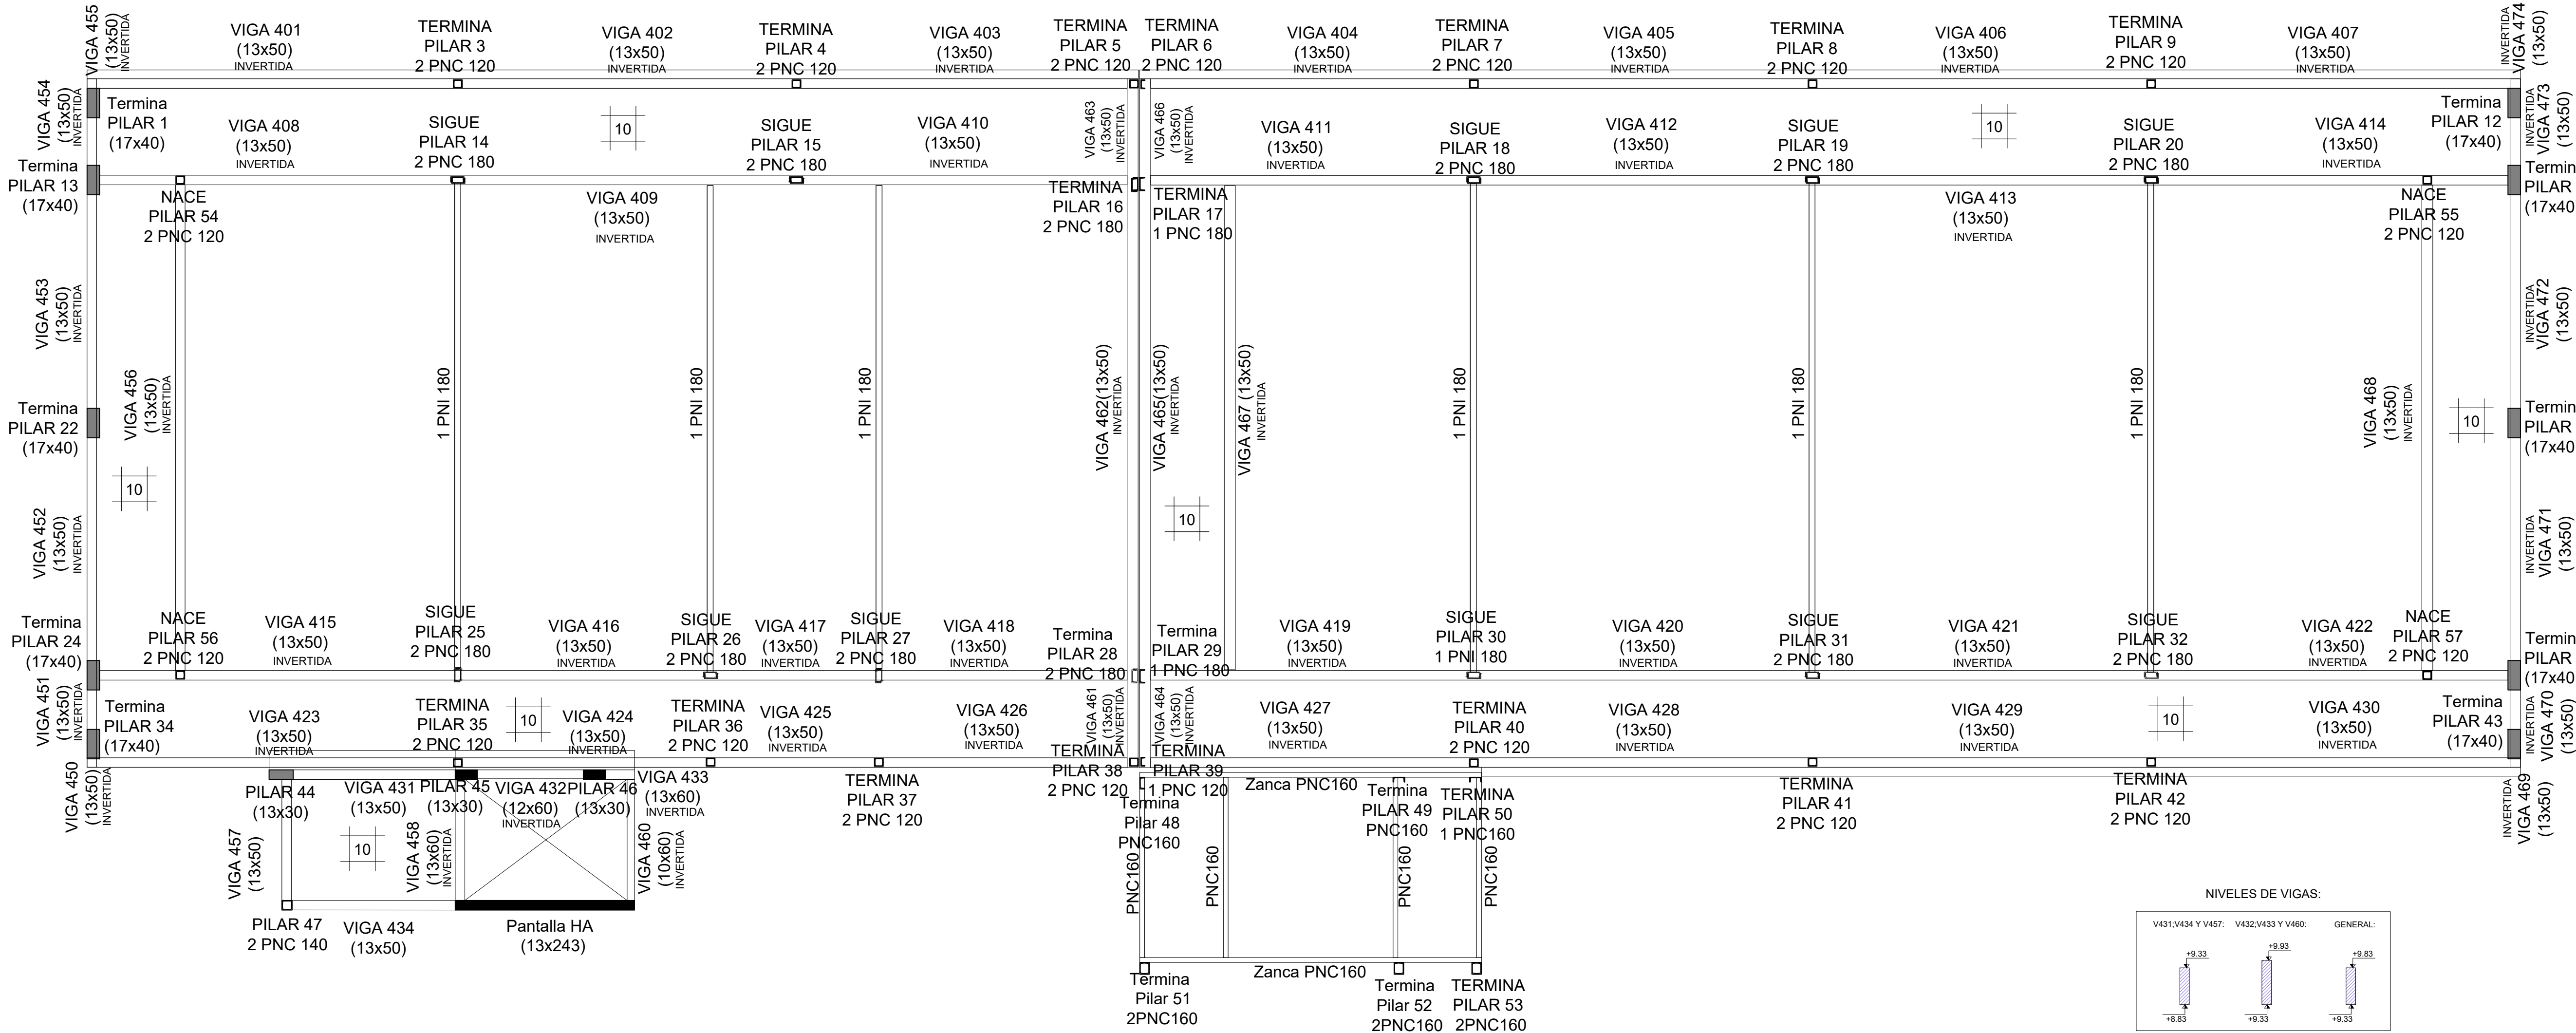 VIGA 455
(13x50)
INVERTIDA
VIGA 401
(13x50)
INVERTIDA
TERMINA
PILAR 3
2 PNC 120
VIGA 402
(13x50)
INVERTIDA
TERMINA
PILAR 4
2 PNC 120
VIGA 403
(13x50)
INVERTIDA
TERMINA
PILAR 5
2 PNC 120
TERMINA
PILAR 6
2 PNC 120
VIGA 404
(13x50)
INVERTIDA
TERMINA
PILAR 7
2 PNC 120
VIGA 405
(13x50)
INVERTIDA
TERMINA
PILAR 8
2 PNC 120
VIGA 406
(13x50)
INVERTIDA
TERMINA
PILAR 9
2 PNC 120
VIGA 407
(13x50)
INVERTIDA
INVERTIDA
VIGA 474
(13x50)
VIGA 454
(13x50)
INVERTIDA
Termina
PILAR 1
(17x40)
VIGA 408
(13x50)
INVERTIDA
SIGUE
PILAR 14
2 PNC 180
10
SIGUE
PILAR 15
2 PNC 180
VIGA 410
(13x50)
INVERTIDA
VIGA 463
(13x50)
INVERTIDA
VIGA 466
(13x50)
INVERTIDA
VIGA 411
(13x50)
INVERTIDA
SIGUE
PILAR 18
2 PNC 180
VIGA 412
(13x50)
INVERTIDA
SIGUE
PILAR 19
2 PNC 180
10
SIGUE
PILAR 20
2 PNC 180
VIGA 414
(13x50)
INVERTIDA
Termina
PILAR 12
(17x40)
INVERTIDA
VIGA 473
(13x50)
Termina
PILAR 13
(17x40)
NACE
PILAR 54
2 PNC 120
VIGA 409
(13x50)
INVERTIDA
TERMINA
PILAR 16
2 PNC 180
TERMINA
PILAR 17
1 PNC 180
VIGA 413
(13x50)
INVERTIDA
NACE
PILAR 55
2 PNC 120
Termin
PILAR
(17x40
VIGA 453
(13x50)
INVERTIDA
INVERTIDA
VIGA 472
(13x50)
Termina
PILAR 22
(17x40)
VIGA 456
(13x50)
INVERTIDA
1 PNI 180
1 PNI 180
1 PNI 180
VIGA 462(13x50)
INVERTIDA
VIGA 465(13x50)
INVERTIDA
VIGA 467 (13x50)
INVERTIDA
1 PNI 180
1 PNI 180
1 PNI 180
VIGA 468
(13x50)
INVERTIDA
10
Termin
PILAR
(17x40
10
10
VIGA 452
(13x50)
INVERTIDA
INVERTIDA
VIGA 471
(13x50)
Termina
PILAR 24
(17x40)
NACE
PILAR 56
2 PNC 120
VIGA 415
(13x50)
INVERTIDA
SIGUE
PILAR 25
2 PNC 180
VIGA 416
(13x50)
INVERTIDA
SIGUE
PILAR 26
2 PNC 180
VIGA 417
(13x50)
INVERTIDA
SIGUE
PILAR 27
2 PNC 180
VIGA 418
(13x50)
INVERTIDA
Termina
PILAR 28
2 PNC 180
Termina
PILAR 29
1 PNC 180
VIGA 419
(13x50)
INVERTIDA
SIGUE
PILAR 30
1 PNI 180
VIGA 420
(13x50)
INVERTIDA
SIGUE
PILAR 31
2 PNC 180
VIGA 421
(13x50)
INVERTIDA
SIGUE
PILAR 32
2 PNC 180
VIGA 422
(13x50)
INVERTIDA
NACE
PILAR 57
2 PNC 120
Termin
PILAR
(17x40
VIGA 451
(13x50)
INVERTIDA
Termina
PILAR 34
(17x40)
VIGA 423
(13x50)
INVERTIDA
TERMINA
PILAR 35
2 PNC 120
10
VIGA 424
(13x50)
INVERTIDA
TERMINA
PILAR 36
2 PNC 120
VIGA 425
(13x50)
INVERTIDA
VIGA 426
(13x50)
INVERTIDA
VIGA 461
(13x50)
INVERTIDA
VIGA 464
(13x50)
INVERTIDA
VIGA 427
(13x50)
INVERTIDA
TERMINA
PILAR 40
2 PNC 120
VIGA 428
(13x50)
INVERTIDA
VIGA 429
(13x50)
INVERTIDA
10
VIGA 430
(13x50)
INVERTIDA
Termina
PILAR 43
(17x40)
INVERTIDA
VIGA 470
(13x50)
VIGA 450
(13x50)
INVERTIDA
PILAR 44
(13x30)
VIGA 431
(13x50)
PILAR 45
(13x30)
VIGA 432
(12x60)
INVERTIDA
PILAR 46
(13x30)
VIGA 433
(13x60)
INVERTIDA
TERMINA
PILAR 37
2 PNC 120
TERMINA
PILAR 38
2 PNC 120
TERMINA
PILAR 39
1 PNC 120
Zanca PNC160
Termina
Pilar 48
PNC160
Termina
PILAR 49
PNC160
TERMINA
PILAR 50
1 PNC160
TERMINA
PILAR 41
2 PNC 120
TERMINA
PILAR 42
2 PNC 120
INVERTIDA
VIGA 469
(13x50)
VIGA 457
(13x50)
10
VIGA 458
(13x60)
INVERTIDA
VIGA 460
(10x60)
INVERTIDA
PNC160
PNC160
PNC160
PNC160
PILAR 47
2 PNC 140
VIGA 434
(13x50)
Pantalla HA
(13x243)
Zanca PNC160
Termina
Pilar 51
2PNC160
Termina
Pilar 52
2PNC160
TERMINA
PILAR 53
2PNC160
NIVELES DE VIGAS:
V431;V434 Y V457:
V432;V433 Y V460:
GENERAL:
+9.33
+9.93
+9.83
+8.83
+9.33
+9.33